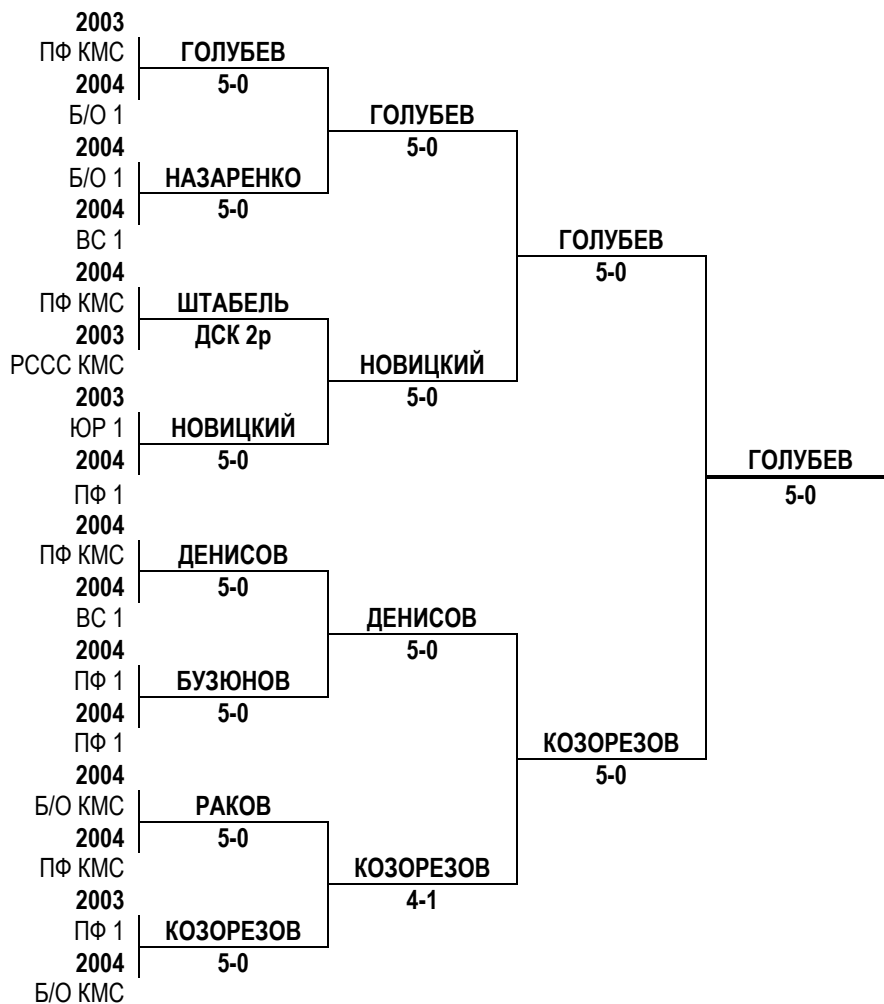 2003
ПФ КМС ГОЛУБЕВ
2004 5-0
Б/О 1 ГОЛУБЕВ
2004 5-0
Б/О 1 НАЗАРЕНКО
2004 5-0
ВС 1 ГОЛУБЕВ
2004 5-0
ПФ КМС ШТАБЕЛЬ
2003 ДСК 2р
РССС КМС НОВИЦКИЙ
2003 5-0
ЮР 1 НОВИЦКИЙ
2004 5-0 ГОЛУБЕВ
ПФ 1 5-0
2004
ПФ КМС ДЕНИСОВ
2004 5-0
ВС 1 ДЕНИСОВ
2004 5-0
ПФ 1 БУЗЮНОВ
2004 5-0
ПФ 1 КОЗОРЕЗОВ
2004 5-0
Б/О КМС РАКОВ
2004 5-0
ПФ КМС КОЗОРЕЗОВ
2003 4-1
ПФ 1 КОЗОРЕЗОВ
2004 5-0
Б/О КМС